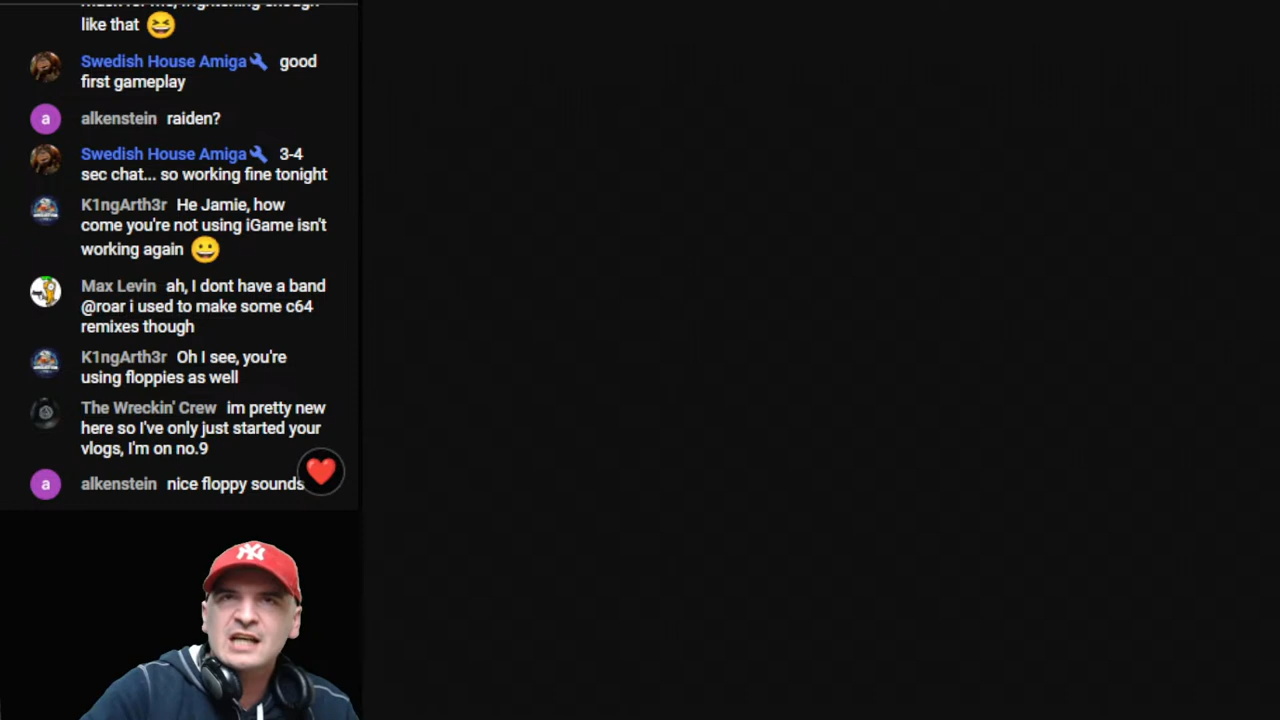 like that
Swedish House Amiga good
first gameplay
a alkenstein raiden?
Swedish House Amiga 3-4
sec chat... so working fine tonight
K1ngArth3r He Jamie, how
come you're not using iGame isn't
working again
Max Levin ah, I dont have a band
@roar i used to make some c64
remixes though
K1ngArth3r Oh I see, you're
using floppies as well
The Wreckin' Crew im pretty new
here so I've only just started your
vlogs, I'm on no.9
a alkenstein nice floppy sounds
NY